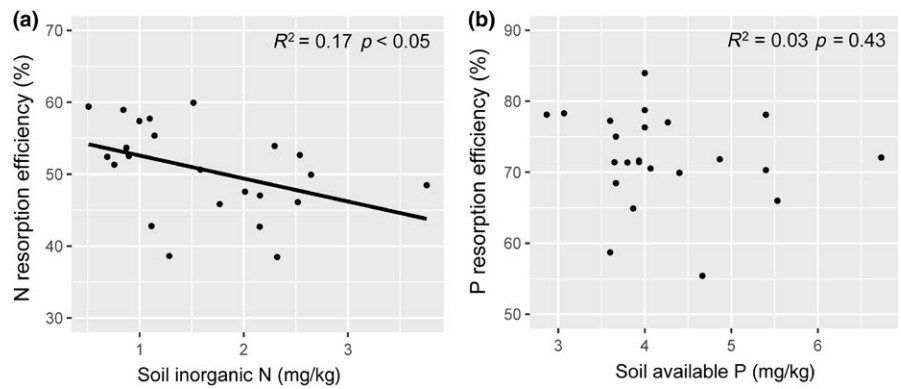 (a)
R² = 0.17 p < 0.05
N resorption efficiency (%)
70
60
50
40
30
1 2 3
Soil inorganic N (mg/kg)
(b)
R² = 0.03 p = 0.43
P resorption efficiency (%)
90
80
70
60
50
3 4 5 6
Soil available P (mg/kg)